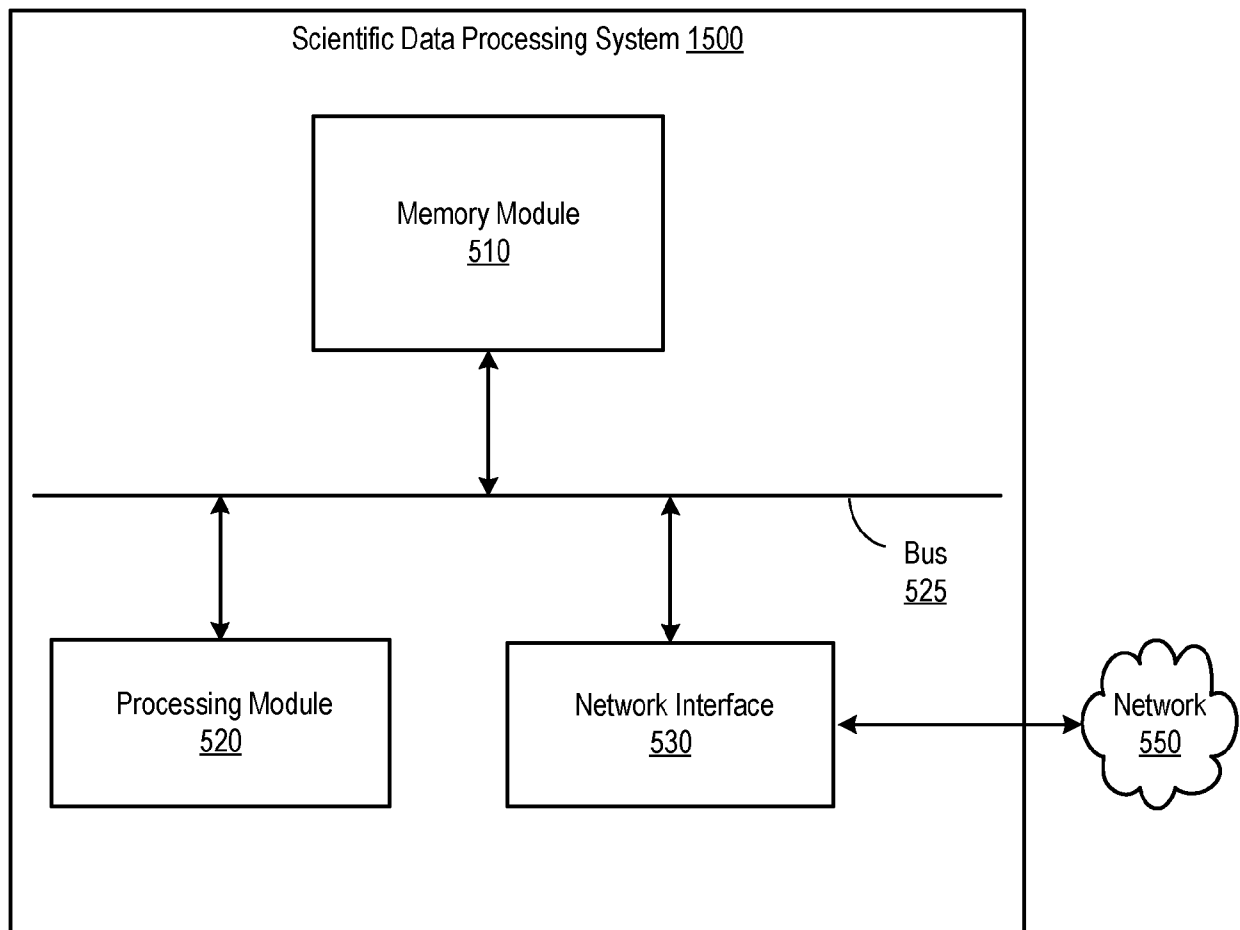 Scientific Data Processing System 1500
Memory Module
510
Bus
525
Processing Module
520
Network Interface
530
Network
550